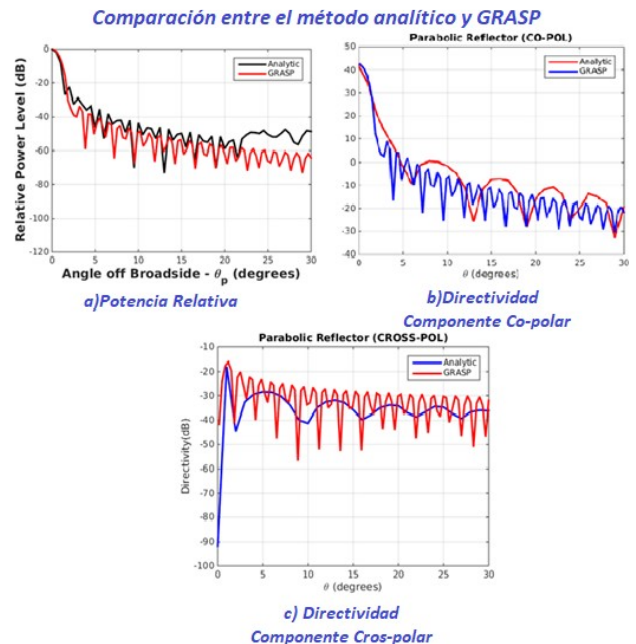 Comparación entre el método analítico y GRASP
Relative Power Level (dB)
0
-20
-40
-60
-80
-100
-120
Analytic
GRASP
0 5 10 15 20 25 30
Angle off Broadside - θp (degrees)
a)Potencia Relativa
Parabolic Reflector (CO-POL)
50
40
30
20
10
0
-10
-20
-30
-40
Analytic
GRASP
0 5 10 15 20 25 30
θ (degrees)
b)Directividad
Componente Co-polar
Parabolic Reflector (CROSS-POL)
Directivity(dB)
-10
-20
-30
-40
-50
-60
-70
-80
-90
-100
Analytic
GRASP
0 5 10 15 20 25 30
θ (degrees)
c) Directividad
Componente Cros-polar